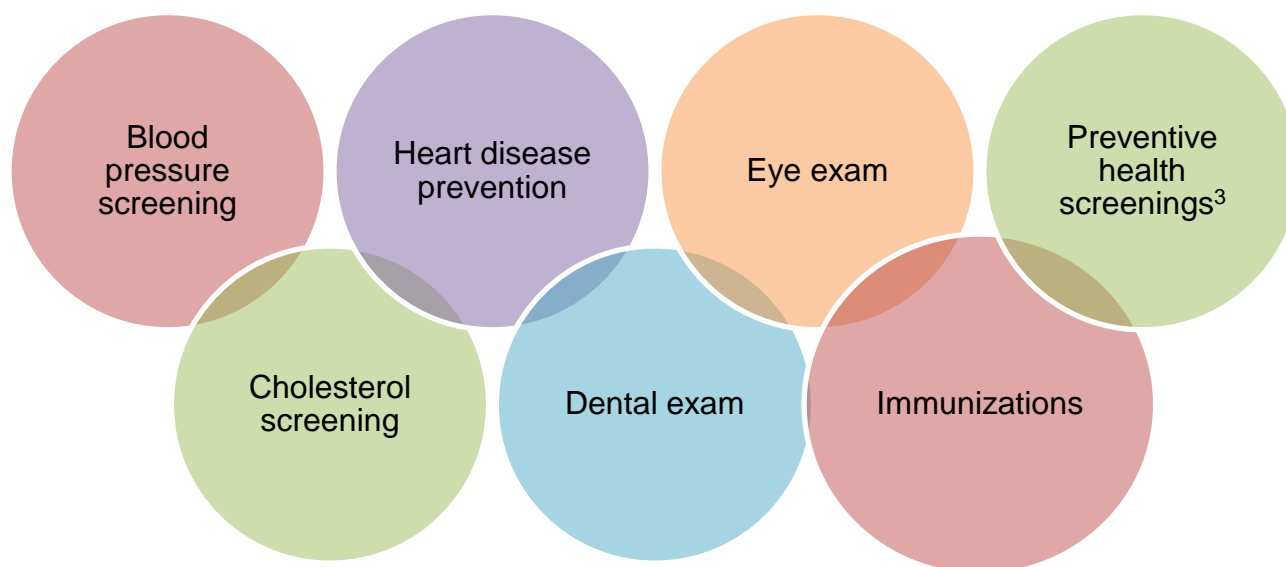 Blood
pressure
screening
Heart disease
prevention
Eye exam
Preventive
health
screenings³
Cholesterol
screening
Dental exam
Immunizations